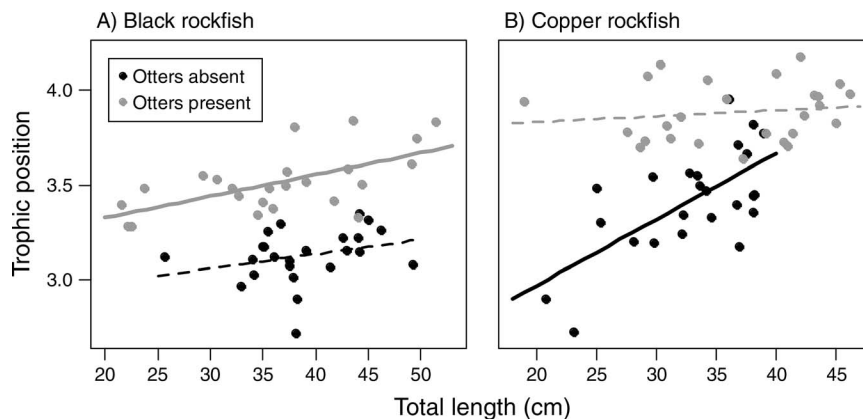 A) Black rockfish
B) Copper rockfish
Otters absent
Otters present
Trophic position
4.0
3.5
3.0
20 25 30 35 40 45 50
20 25 30 35 40 45
Total length (cm)